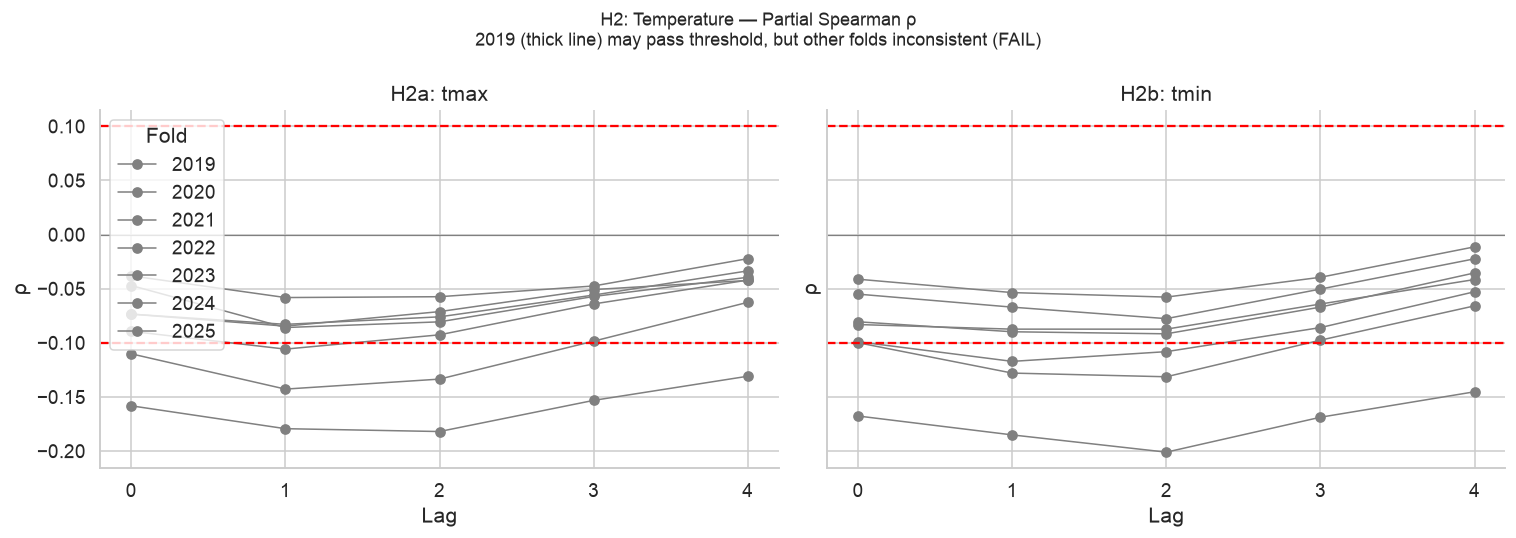 H2: Temperature — Partial Spearman ρ
2019 (thick line) may pass threshold, but other folds inconsistent (FAIL)
H2a: tmax
H2b: tmin
0.10
0.05
0.00
−0.05
−0.10
−0.15
−0.20
ρ
Fold
2019
2020
2021
2022
2023
2024
2025
ρ
0 1 2 3 4
0 1 2 3 4
Lag
Lag